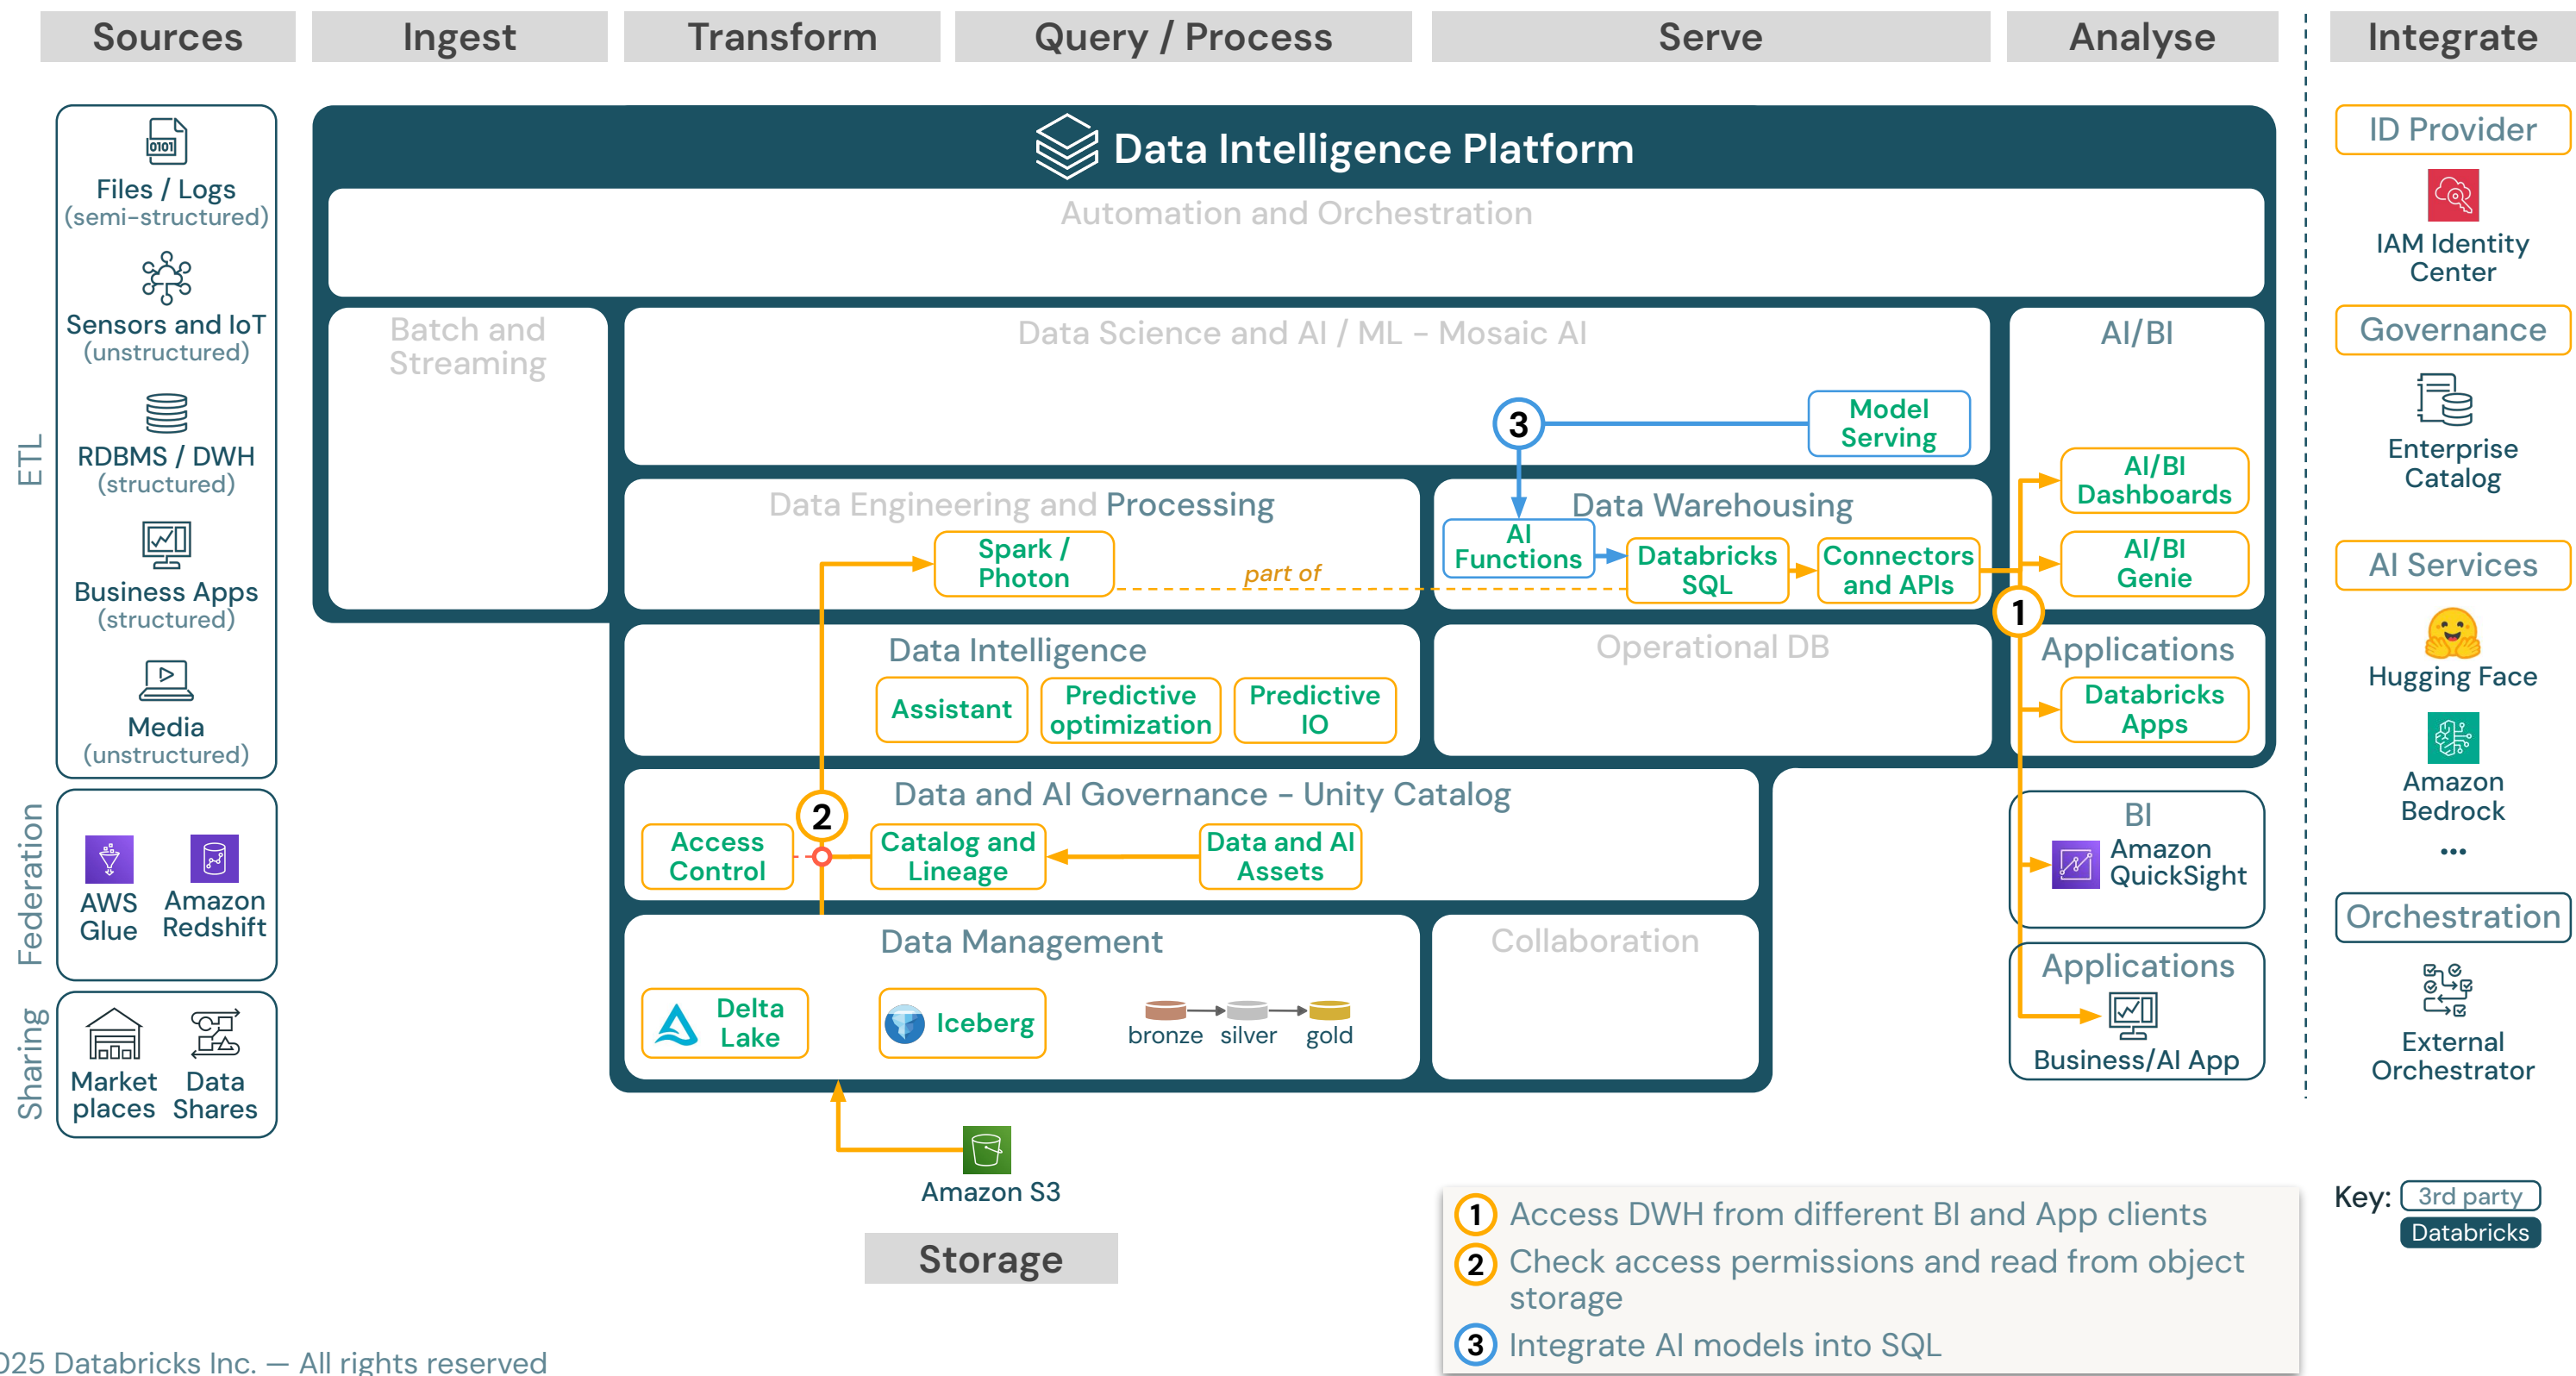 Sources
Ingest
Transform
Query / Process
Serve
Analyse
Integrate
ETL
Files / Logs
(semi-structured)
Sensors and IoT
(unstructured)
RDBMS / DWH
(structured)
Business Apps
(structured)
Media
(unstructured)
Federation
AWS
Glue
Amazon
Redshift
Sharing
Market
places
Data
Shares
Data Intelligence Platform
Automation and Orchestration
Batch and
Streaming
Data Science and AI / ML - Mosaic AI
3
Model
Serving
Data Engineering and Processing
Spark /
Photon
part of
Data Warehousing
AI
Functions
Databricks
SQL
Connectors
and APIs
AI/BI
AI/BI
Dashboards
AI/BI
Genie
1
Data Intelligence
Assistant
Predictive
optimization
Predictive
IO
Operational DB
Applications
Databricks
Apps
Data and AI Governance - Unity Catalog
2
Access
Control
Catalog and
Lineage
Data and AI
Assets
Data Management
Delta
Lake
Iceberg
bronze silver gold
Collaboration
BI
Amazon
QuickSight
Applications
Business/AI App
Amazon S3
Storage
ID Provider
IAM Identity
Center
Governance
Enterprise
Catalog
AI Services
Hugging Face
Amazon
Bedrock
...
Orchestration
External
Orchestrator
Key: 3rd party
Databricks
1 Access DWH from different BI and App clients
2 Check access permissions and read from object
storage
3 Integrate AI models into SQL
025 Databricks Inc. — All rights reserved
0101